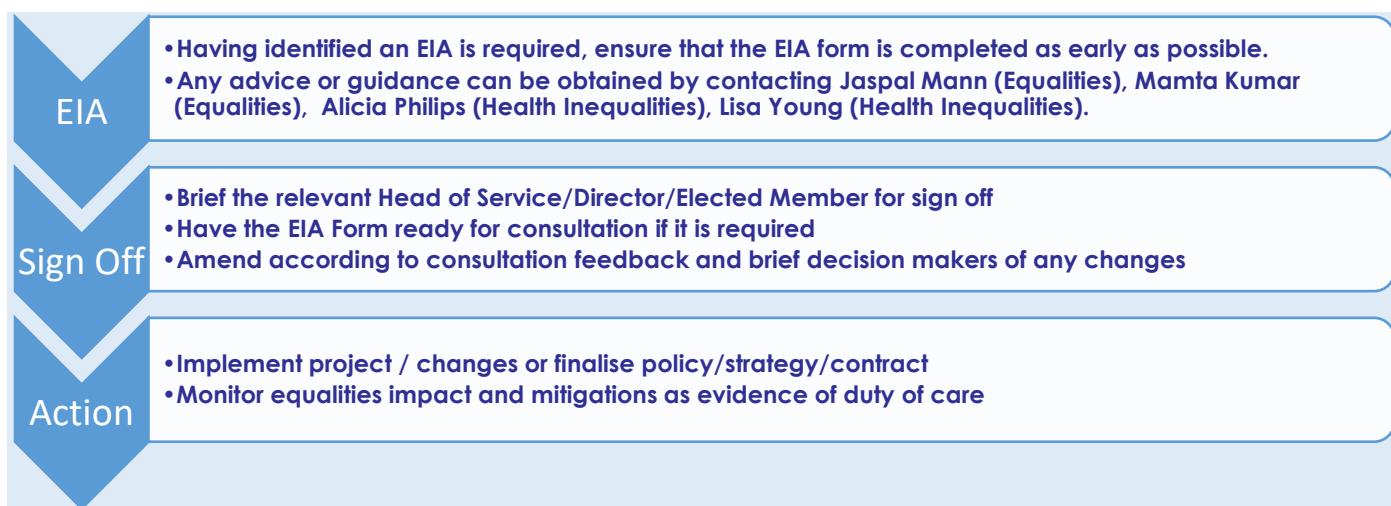 EIA
•Having identified an EIA is required, ensure that the EIA form is completed as early as possible.
•Any advice or guidance can be obtained by contacting Jaspal Mann (Equalities), Mamta Kumar
(Equalities),  Alicia Philips (Health Inequalities), Lisa Young (Health Inequalities).
Sign Off
•Brief the relevant Head of Service/Director/Elected Member for sign off
•Have the EIA Form ready for consultation if it is required
•Amend according to consultation feedback and brief decision makers of any changes
Action
•Implement project / changes or finalise policy/strategy/contract
•Monitor equalities impact and mitigations as evidence of duty of care